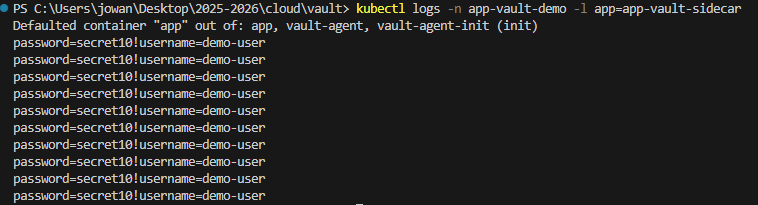 PS C:\Users\jowan\Desktop\2025-2026\cloud\vault> kubectl logs -n app-vault-demo -l app=app-vault-sidecar
Defaulted container "app" out of: app, vault-agent, vault-agent-init (init)
password=secret10!username=demo-user
password=secret10!username=demo-user
password=secret10!username=demo-user
password=secret10!username=demo-user
password=secret10!username=demo-user
password=secret10!username=demo-user
password=secret10!username=demo-user
password=secret10!username=demo-user
password=secret10!username=demo-user
password=secret10!username=demo-user